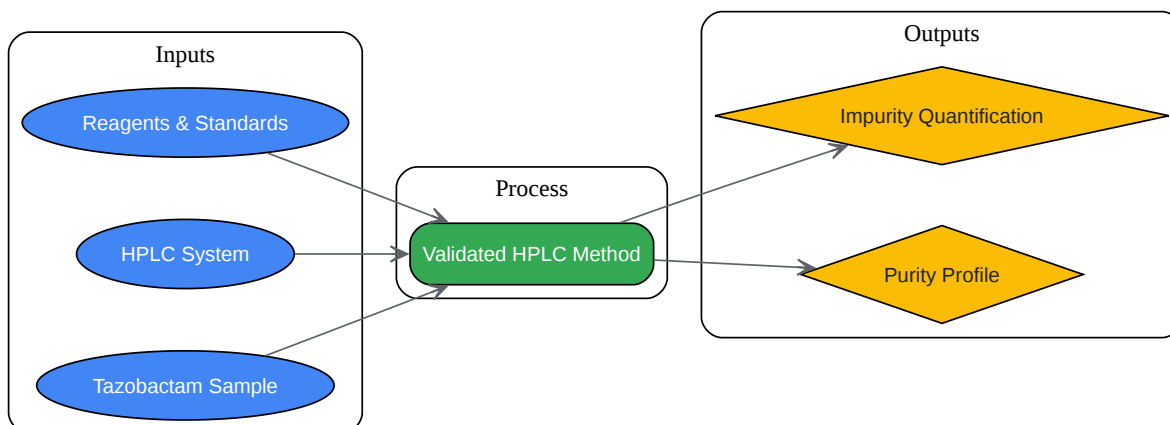 Inputs
Reagents & Standards
HPLC System
Tazobactam Sample
Process
Validated HPLC Method
Outputs
Impurity Quantification
Purity Profile